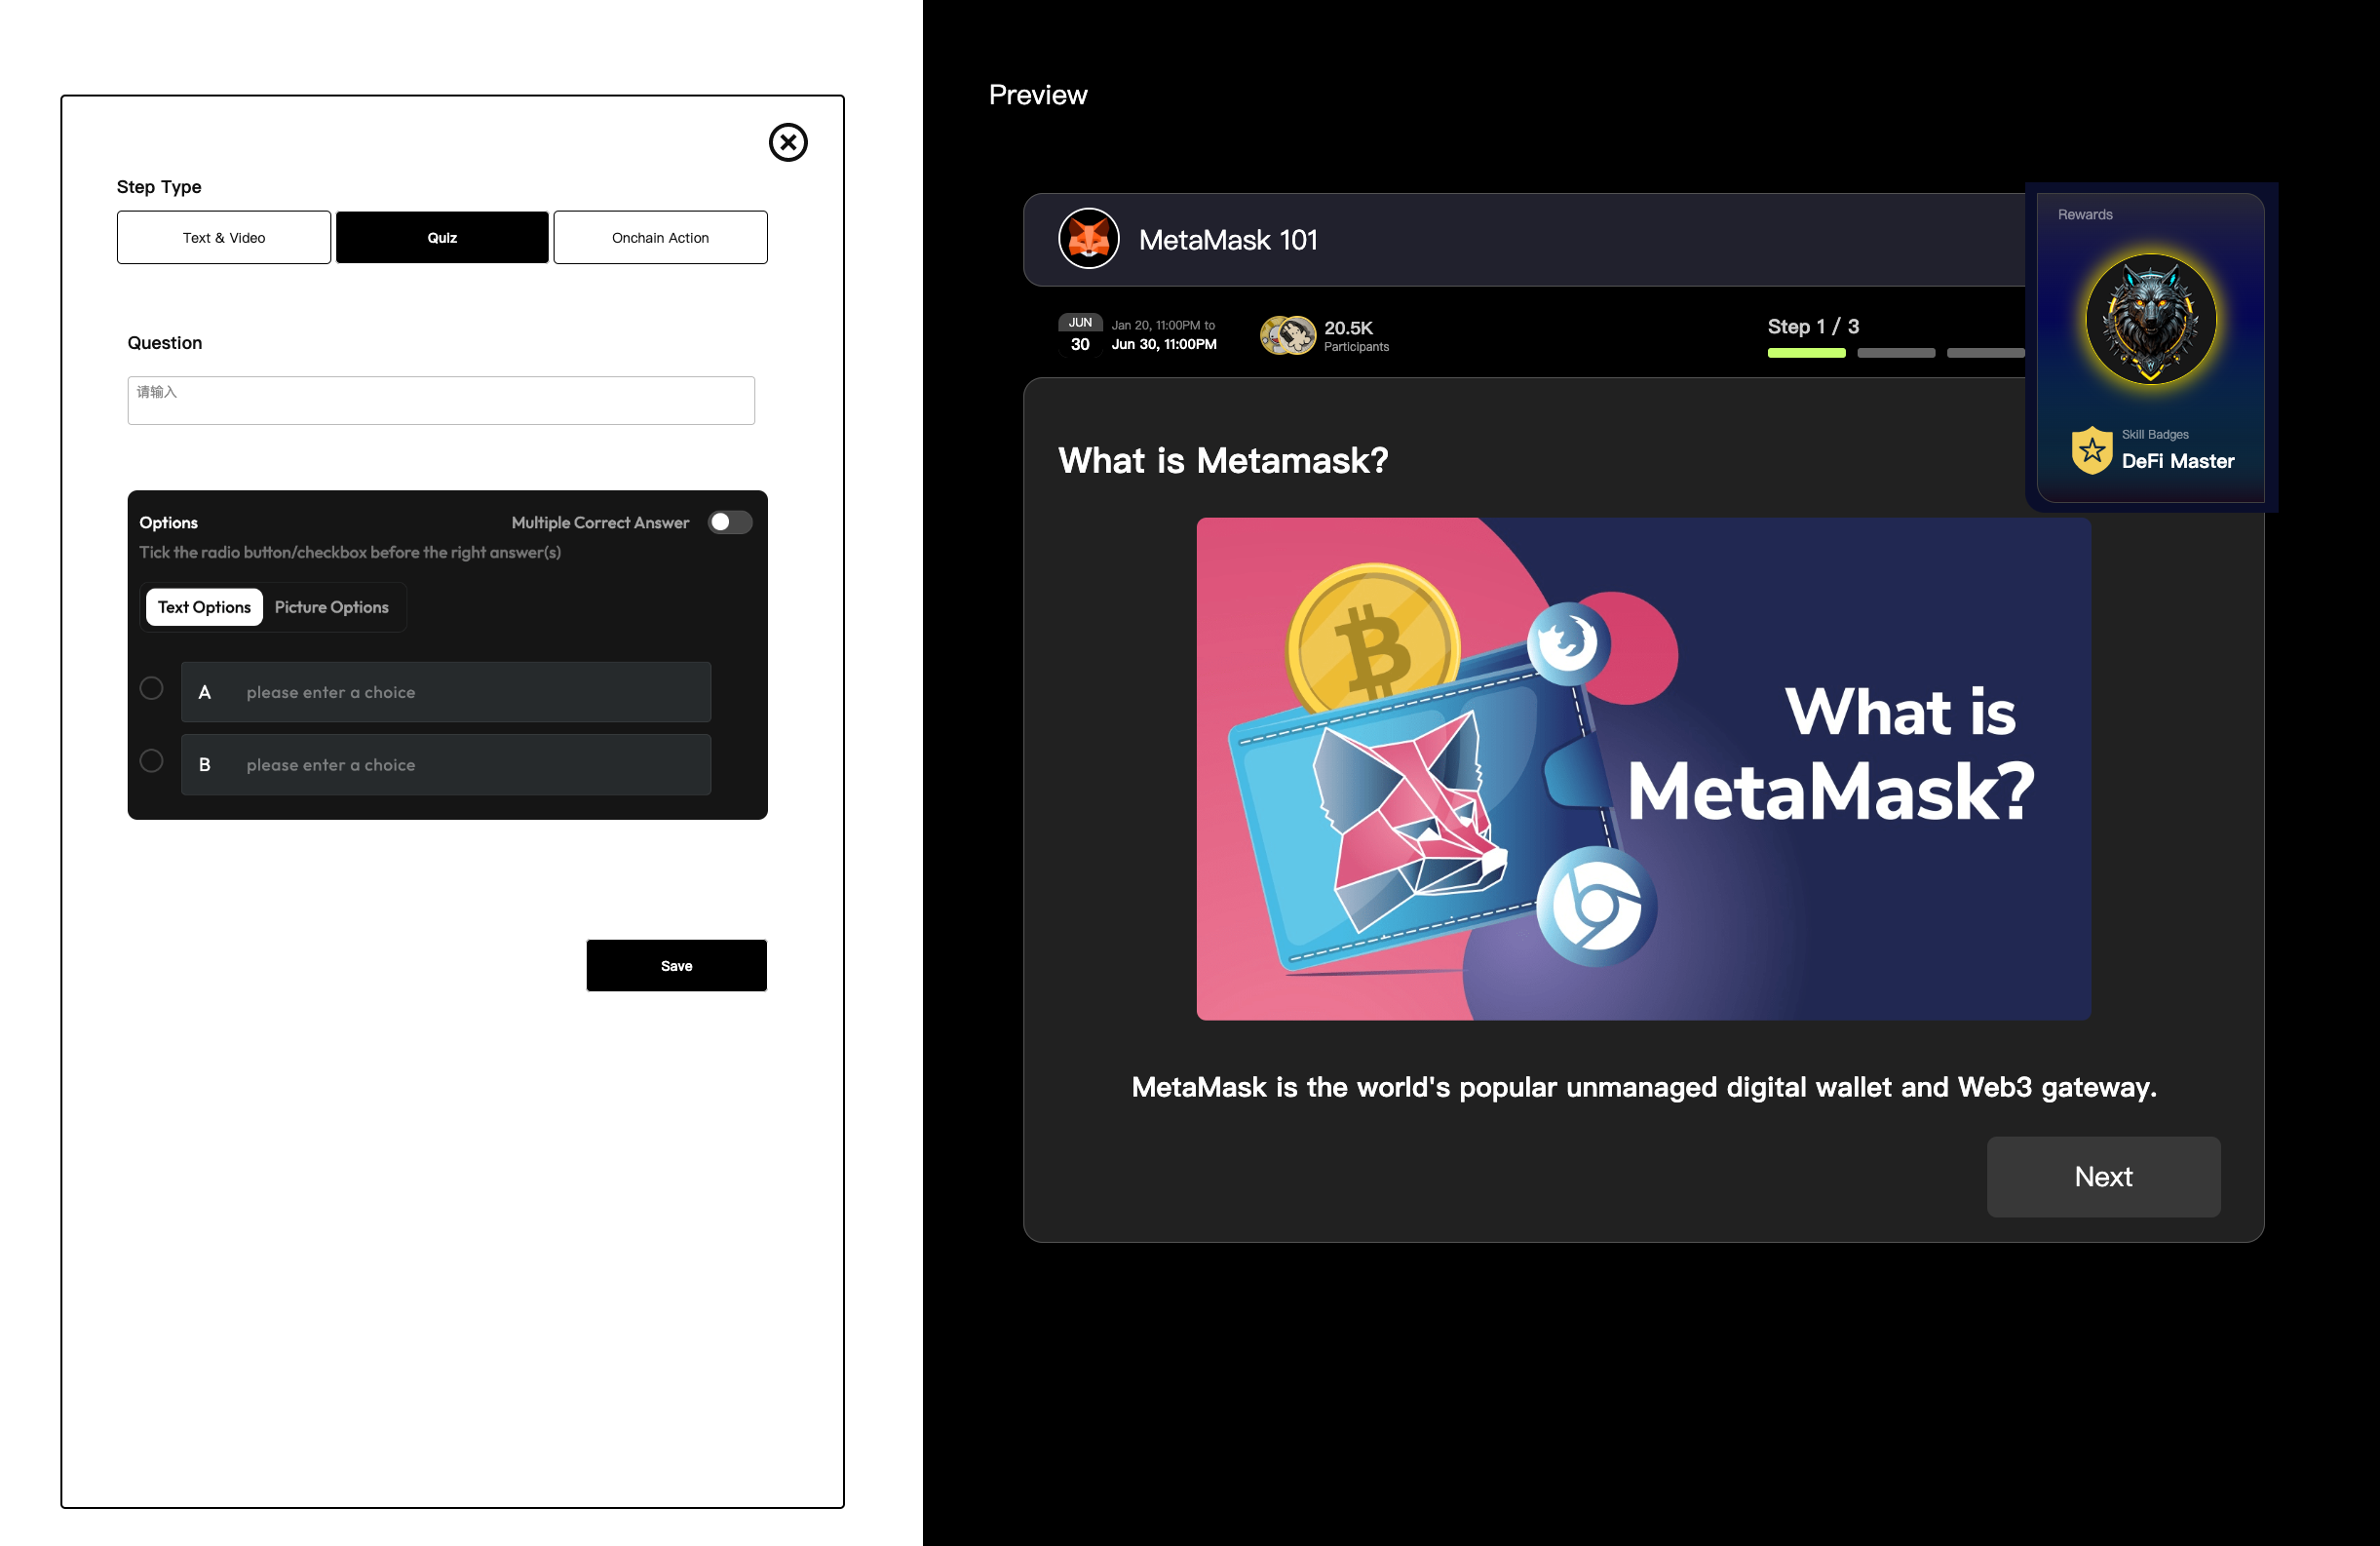 Step Type
Text & Video
Quiz
Onchain Action
Question
请输入
Options
Multiple Correct Answer
Tick the radio button/checkbox before the right answer(s)
Text Options
Picture Options
A please enter a choice
B please enter a choice
Save
Preview
MetaMask 101
JUN
30
Jan 20, 11:00PM to
Jun 30, 11:00PM
20.5K
Participants
Step 1 / 3
Rewards
Skill Badges
DeFi Master
What is Metamask?
What is
MetaMask?
MetaMask is the world's popular unmanaged digital wallet and Web3 gateway.
Next